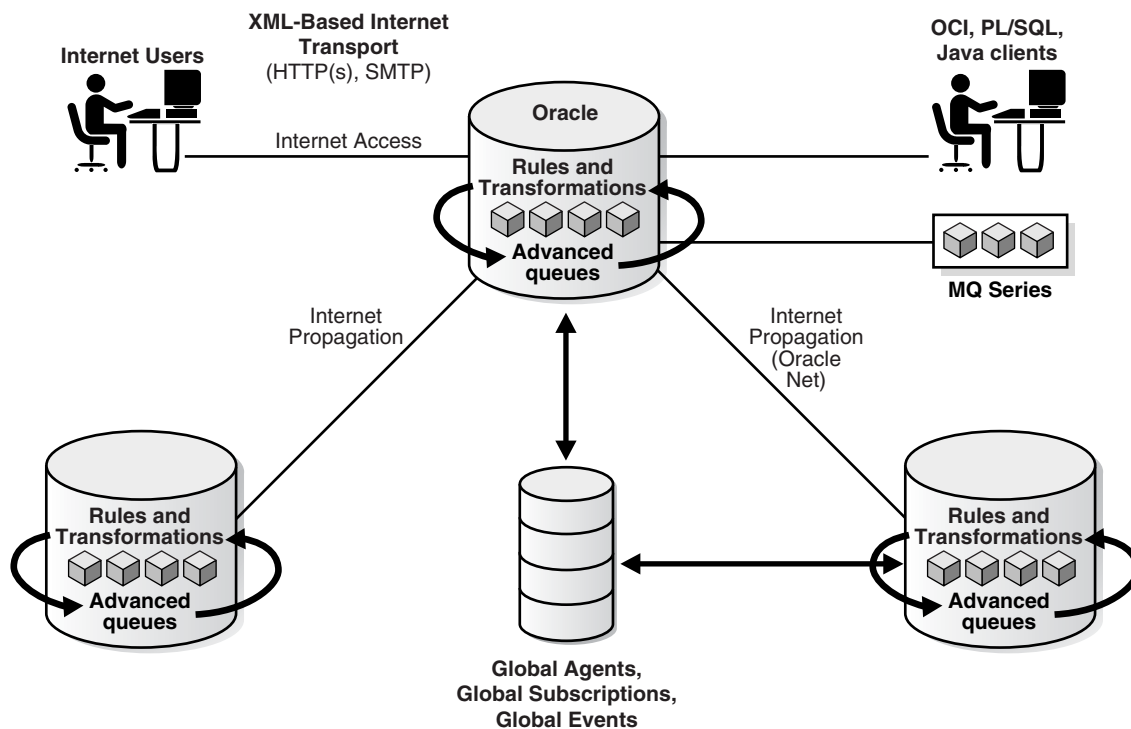 XML-Based Internet
Transport
(HTTP(s), SMTP)
Internet Users
OCI, PL/SQL,
Java clients
Oracle
Internet Access
Rules and
Transformations
Advanced
queues
MQ Series
Internet
Propagation
Internet
Propagation
(Oracle
Net)
Rules and
Transformations
Advanced
queues
Rules and
Transformations
Advanced
queues
Global Agents,
Global Subscriptions,
Global Events